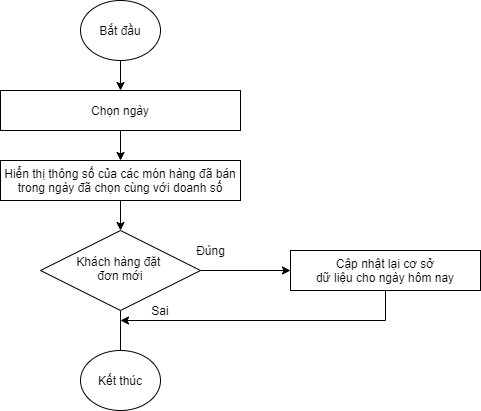 Bắt đầu
Chọn ngày
Hiển thị thông số của các món hàng đã bán
trong ngày đã chọn cùng với doanh số
Khách hàng đặt
đơn mới
Đúng
Cập nhật lại cơ sở
dữ liệu cho ngày hôm nay
Sai
Kết thúc